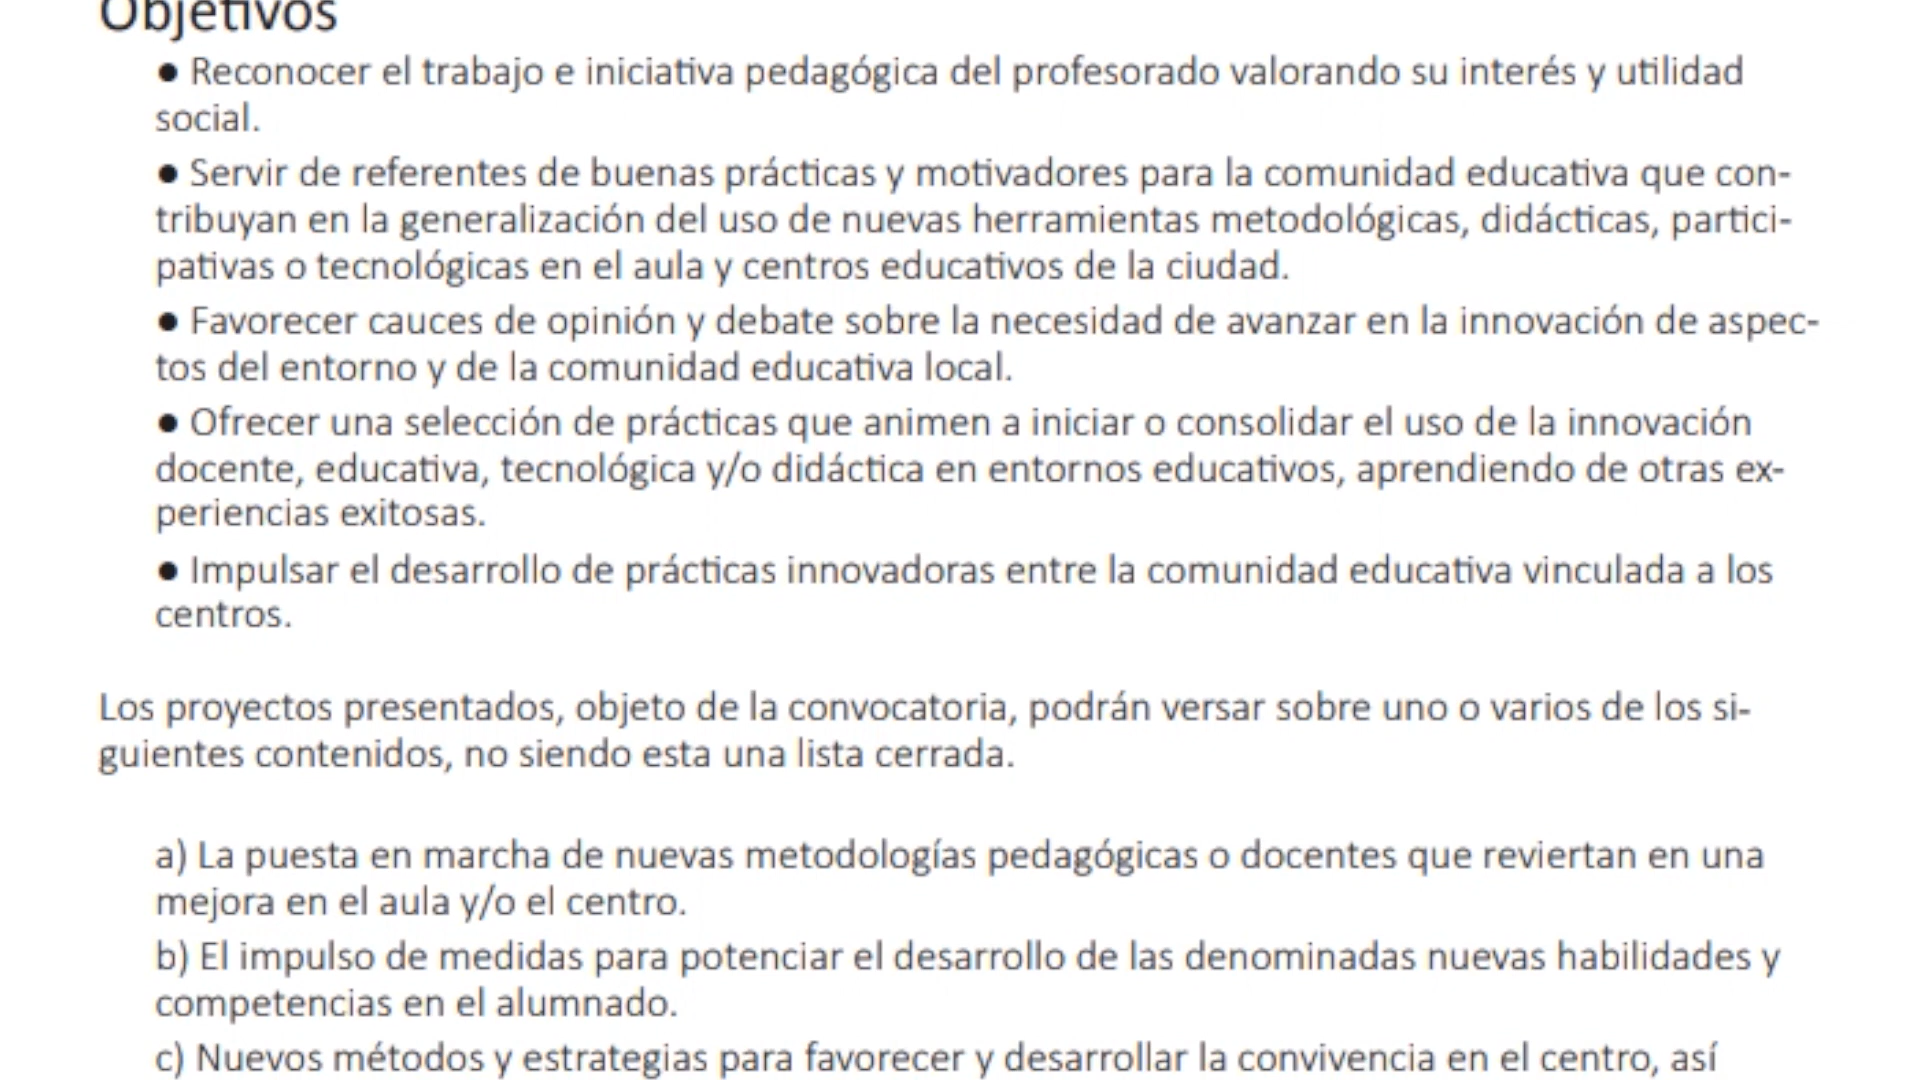 Objetivos
● Reconocer el trabajo e iniciativa pedagógica del profesorado valorando su interés y utilidad
social.
● Servir de referentes de buenas prácticas y motivadores para la comunidad educativa que con-
tribuyan en la generalización del uso de nuevas herramientas metodológicas, didácticas, partici-
pativas o tecnológicas en el aula y centros educativos de la ciudad.
● Favorecer cauces de opinión y debate sobre la necesidad de avanzar en la innovación de aspec-
tos del entorno y de la comunidad educativa local.
● Ofrecer una selección de prácticas que animen a iniciar o consolidar el uso de la innovación
docente, educativa, tecnológica y/o didáctica en entornos educativos, aprendiendo de otras ex-
periencias exitosas.
● Impulsar el desarrollo de prácticas innovadoras entre la comunidad educativa vinculada a los
centros.
Los proyectos presentados, objeto de la convocatoria, podrán versar sobre uno o varios de los si-
guientes contenidos, no siendo esta una lista cerrada.
a) La puesta en marcha de nuevas metodologías pedagógicas o docentes que reviertan en una
mejora en el aula y/o el centro.
b) El impulso de medidas para potenciar el desarrollo de las denominadas nuevas habilidades y
competencias en el alumnado.
c) Nuevos métodos y estrategias para favorecer y desarrollar la convivencia en el centro, así